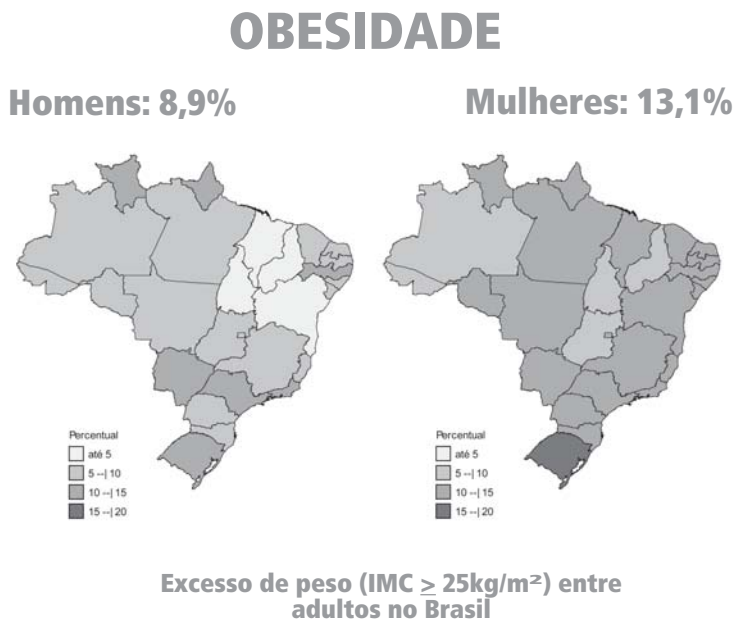 OBESIDADE
Homens: 8,9%
Mulheres: 13,1%
Percentual
até 5
5 --| 10
10 --| 15
15 --| 20
Percentual
até 5
5 --| 10
10 --| 15
15 --| 20
Excesso de peso (IMC ≥ 25kg/m²) entre
adultos no Brasil